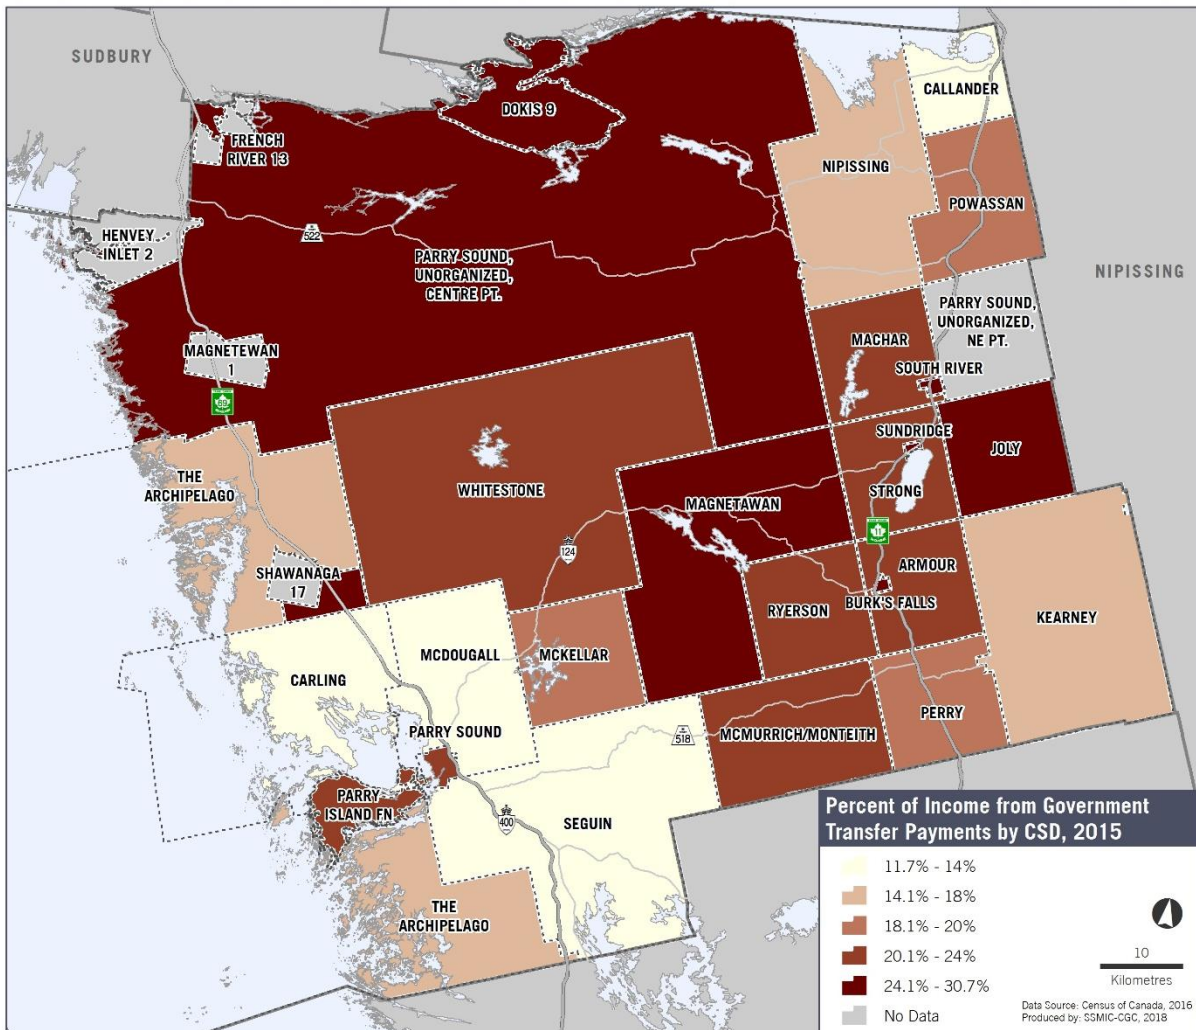 SUDBURY
CALLANDER
DOKIS 9
FRENCH
RIVER 13
NIPISSING
POWASSAN
HENVEY
INLET 2
522
PARRY SOUND,
UNORGANIZED,
CENTRE PT.
NIPISSING
PARRY SOUND,
UNORGANIZED,
NE PT.
MACHAR
MAGNETEWAN
1
SOUTH RIVER
69
SUNDRIDGE
JOLY
THE
ARCHIPELAGO
WHITESTONE
STRONG
MAGNETAWAN
11
124
SHAWANAGA
17
ARMOUR
RYERSON
BURK'S FALLS
KEARNEY
MCDOUGALL
MCKELLAR
CARLING
PERRY
PARRY SOUND
518
MCMURRICH/MONTEITH
PARRY
ISLAND FN
400
SEGUIN
THE
ARCHIPELAGO
Percent of Income from Government
Transfer Payments by CSD, 2015
11.7% - 14%
14.1% - 18%
18.1% - 20%
20.1% - 24%
24.1% - 30.7%
No Data
10
Kilometres
Data Source: Census of Canada, 2016
Produced by: SSMIC-CGC, 2018